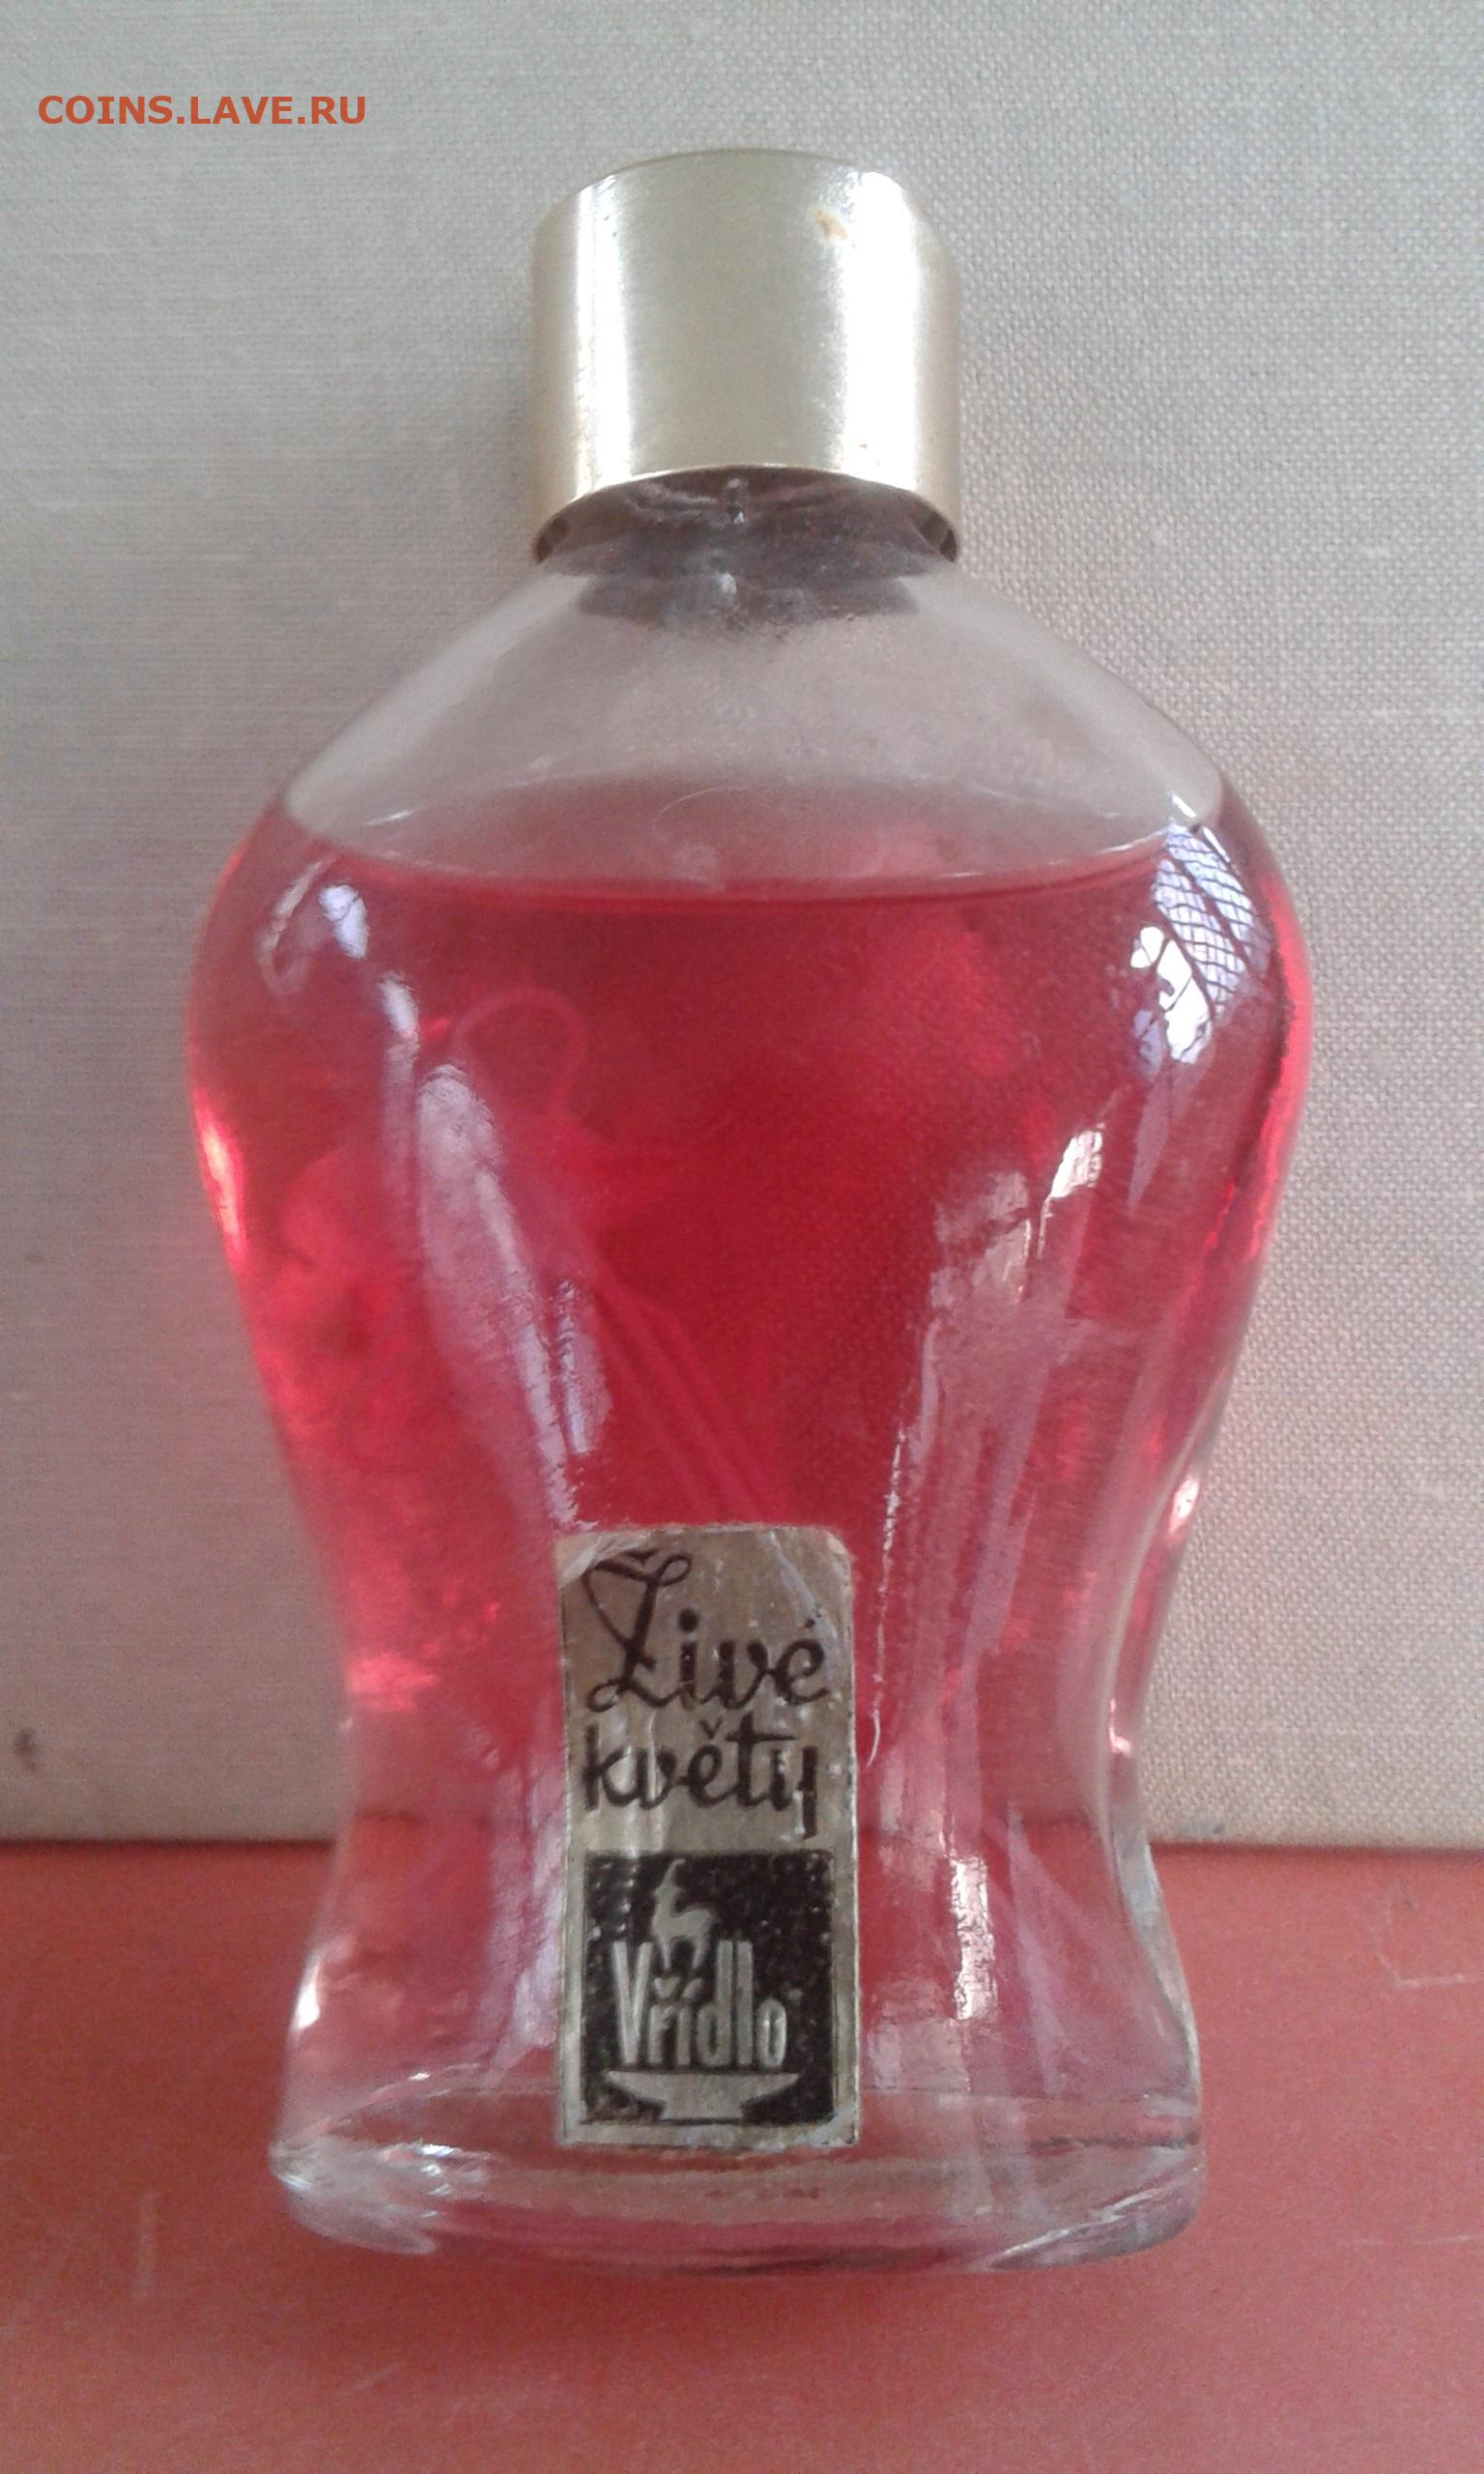 COINS.LAVE.RU
Živé
květy
Vřídlo